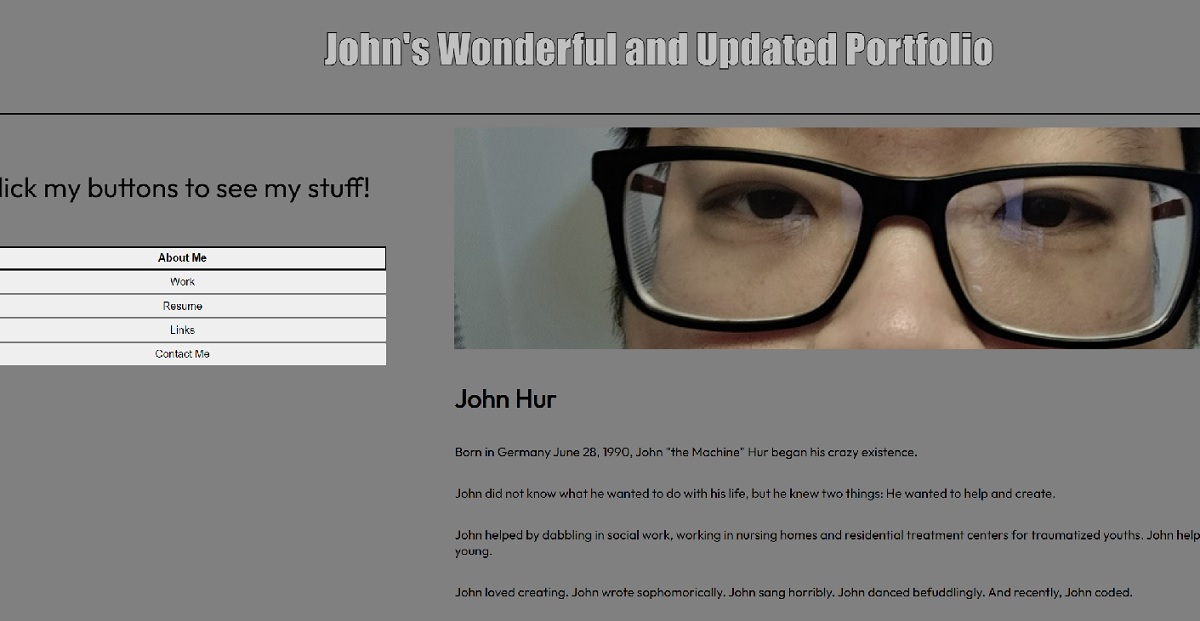 John's Wonderful and Updated Portfolio
lick my buttons to see my stuff!
About Me
Work
Resume
Links
Contact Me
John Hur
Born in Germany June 28, 1990, John "the Machine" Hur began his crazy existence.
John did not know what he wanted to do with his life, but he knew two things: He wanted to help and create.
John helped by dabbling in social work, working in nursing homes and residential treatment centers for traumatized youths. John help
young.
John loved creating. John wrote sophomorically. John sang horribly. John danced befuddlingly. And recently, John coded.